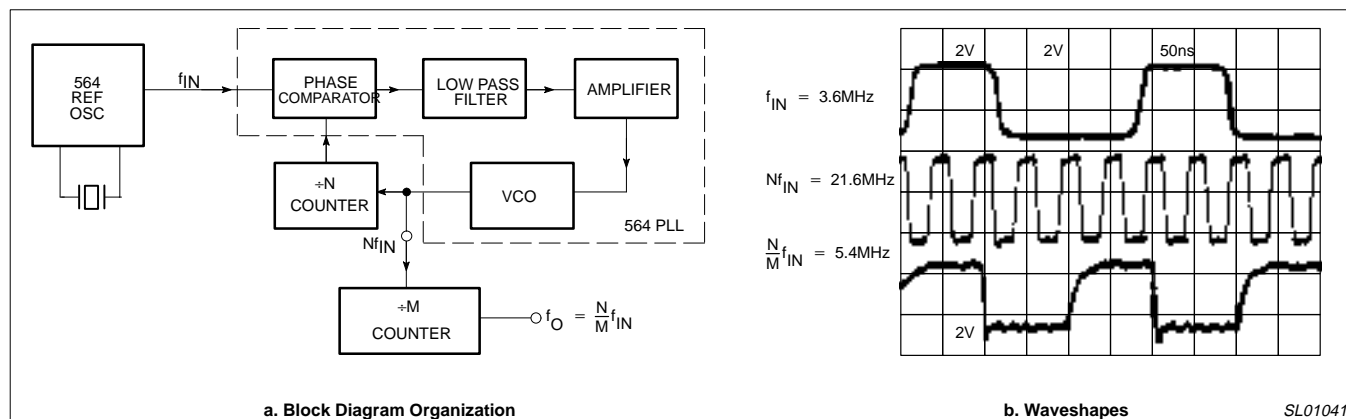 564
REF
OSC
fIN
PHASE
COMPARATOR
LOW PASS
FILTER
AMPLIFIER
÷N
COUNTER
VCO
564 PLL
NfIN
÷M
COUNTER
fO = N/M fIN
a. Block Diagram Organization
2V 2V 50ns
fIN = 3.6MHz
NfIN = 21.6MHz
N/M fIN = 5.4MHz
2V
b. Waveshapes
SL01041